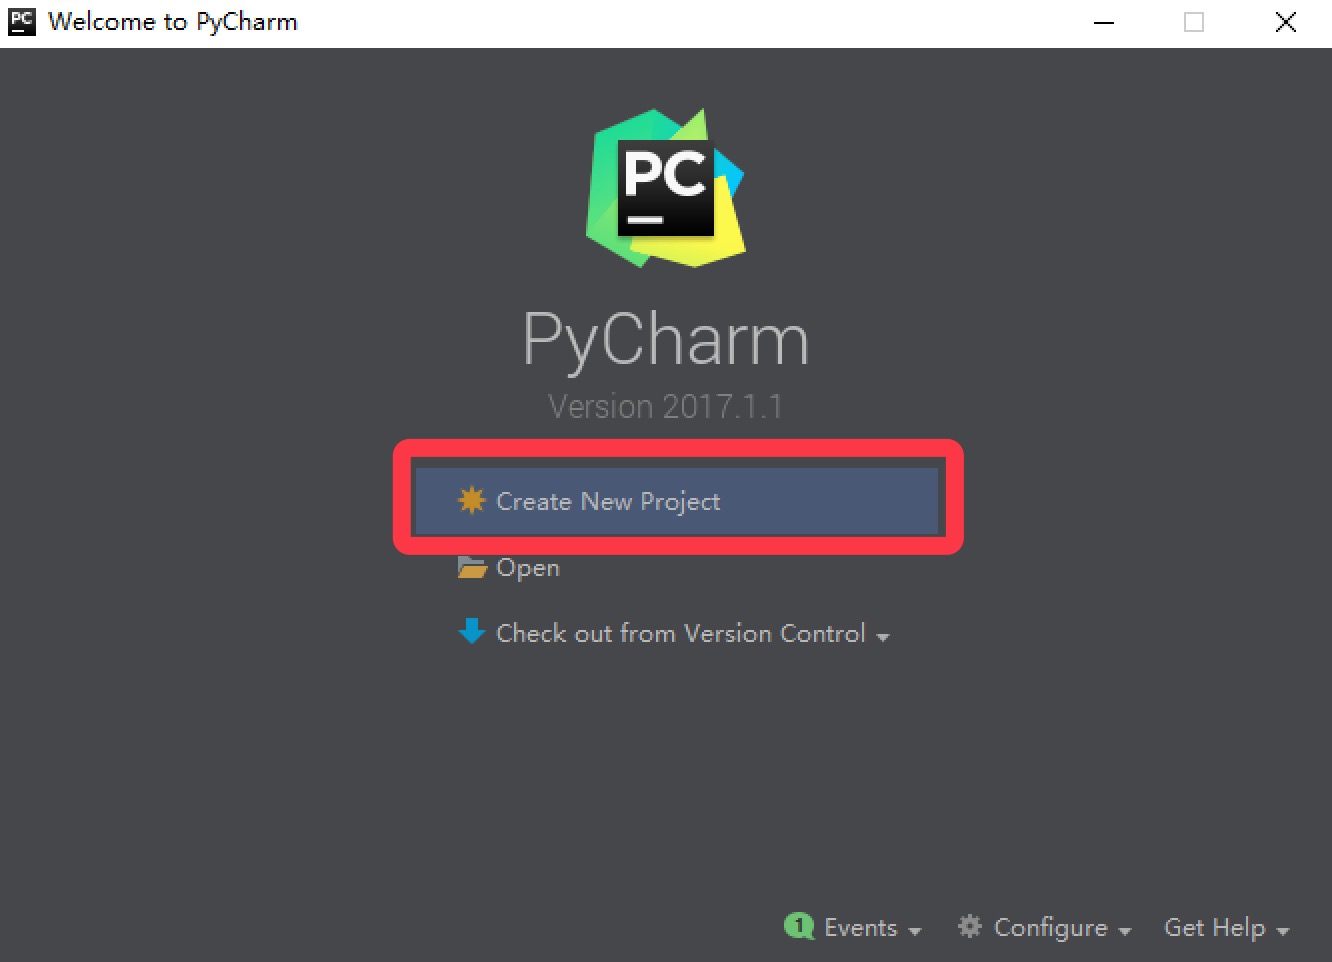 PC Welcome to PyCharm
PC
PyCharm
Version 2017.1.1
Create New Project
Open
Check out from Version Control
1 Events Configure Get Help